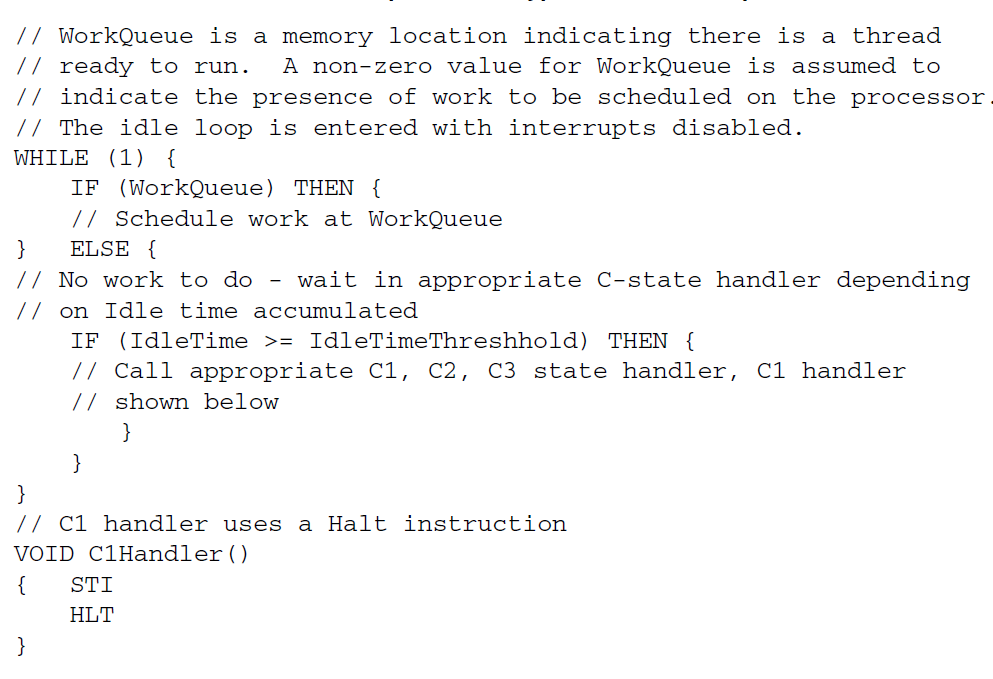 // WorkQueue is a memory location indicating there is a thread
// ready to run.  A non-zero value for WorkQueue is assumed to
// indicate the presence of work to be scheduled on the processor.
// The idle loop is entered with interrupts disabled.
WHILE (1) {
    IF (WorkQueue) THEN {
    // Schedule work at WorkQueue
}   ELSE {
// No work to do - wait in appropriate C-state handler depending
// on Idle time accumulated
    IF (IdleTime >= IdleTimeThreshhold) THEN {
    // Call appropriate C1, C2, C3 state handler, C1 handler
    // shown below
       }
    }
}
// C1 handler uses a Halt instruction
VOID C1Handler()
{   STI
    HLT
}